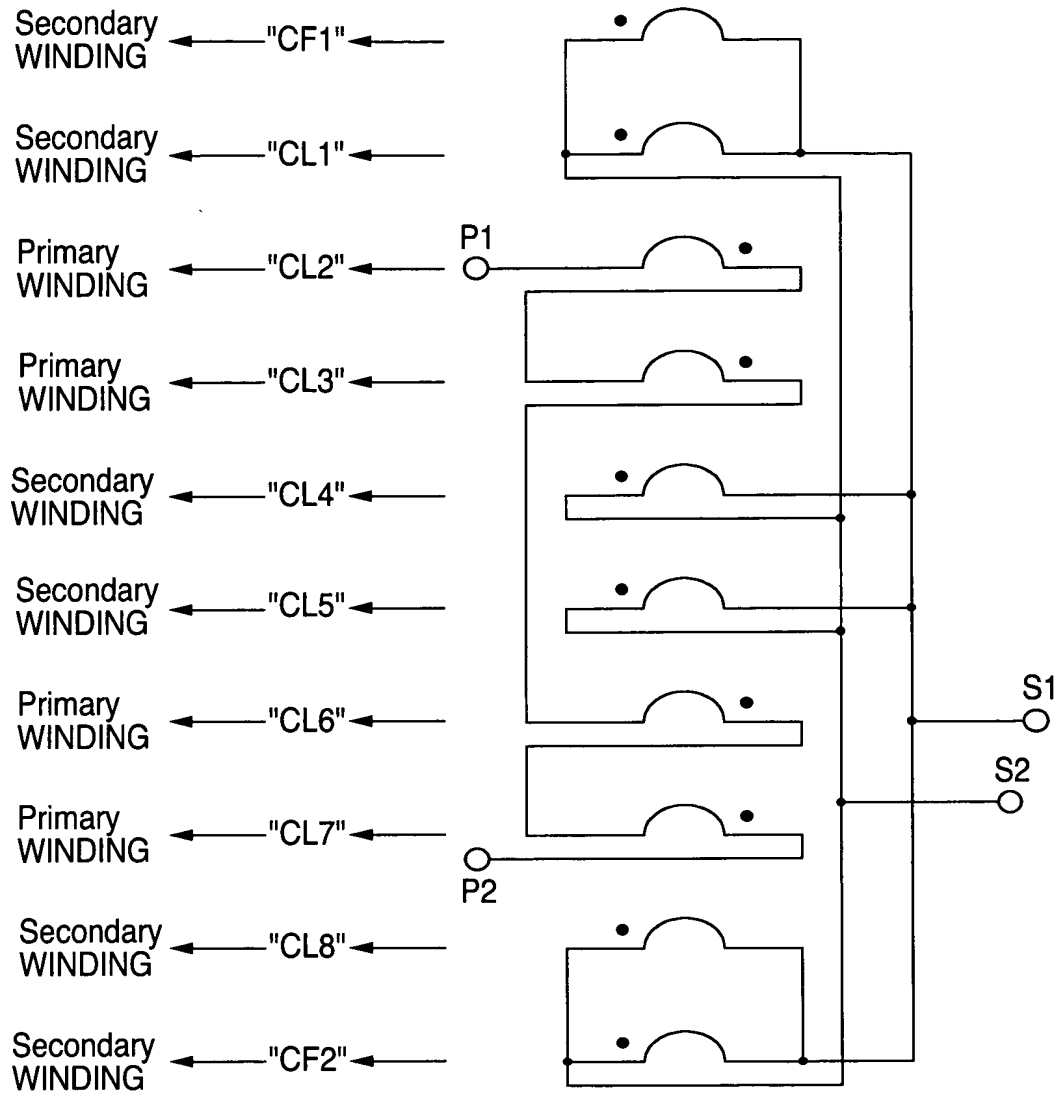 Secondary
WINDING
"CF1"
Secondary
WINDING
"CL1"
Primary
WINDING
"CL2"
P1
Primary
WINDING
"CL3"
Secondary
WINDING
"CL4"
Secondary
WINDING
"CL5"
Primary
WINDING
"CL6"
S1
S2
Primary
WINDING
"CL7"
P2
Secondary
WINDING
"CL8"
Secondary
WINDING
"CF2"